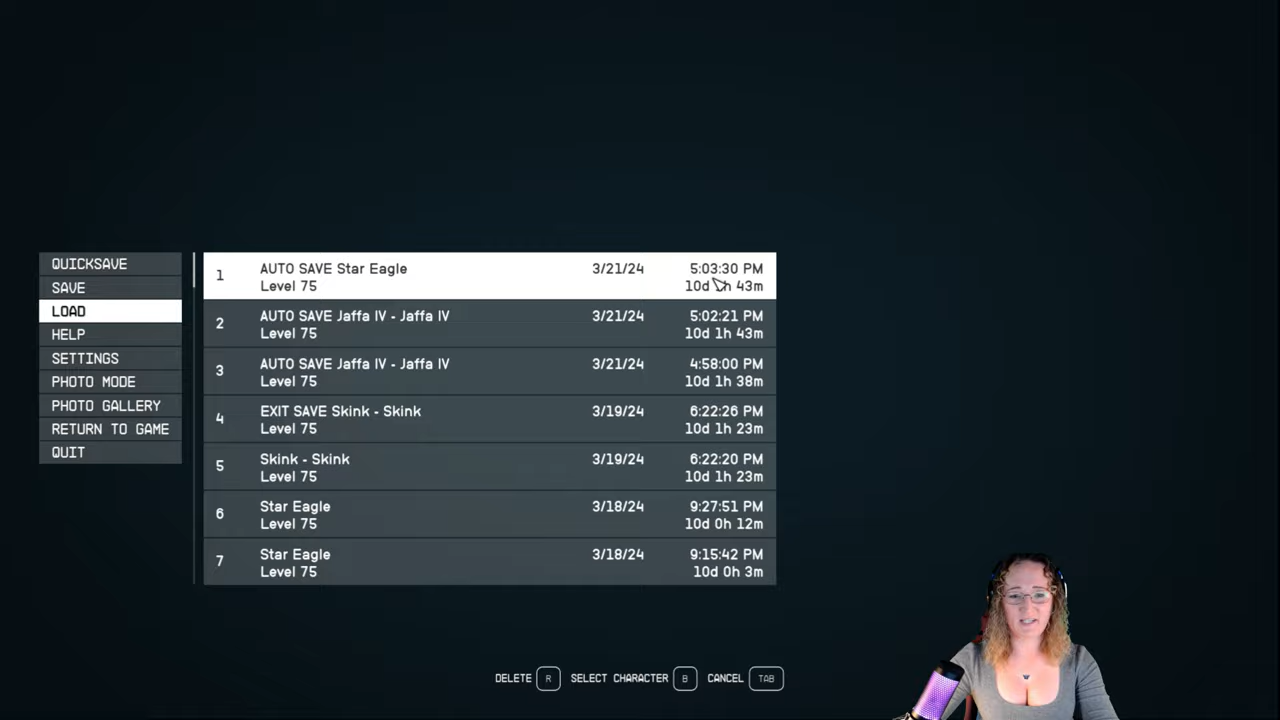 QUICKSAVE
SAVE
LOAD
HELP
SETTINGS
PHOTO MODE
PHOTO GALLERY
RETURN TO GAME
QUIT
1 AUTO SAVE Star Eagle 3/21/24 5:03:30 PM
Level 75 10d 43m
2 AUTO SAVE Jaffa IV - Jaffa IV 3/21/24 5:02:21 PM
Level 75 10d 1h 43m
3 AUTO SAVE Jaffa IV - Jaffa IV 3/21/24 4:58:00 PM
Level 75 10d 1h 38m
4 EXIT SAVE Skink - Skink 3/19/24 6:22:26 PM
Level 75 10d 1h 23m
5 Skink - Skink 3/19/24 6:22:20 PM
Level 75 10d 1h 23m
6 Star Eagle 3/18/24 9:27:51 PM
Level 75 10d 0h 12m
7 Star Eagle 3/18/24 9:15:42 PM
Level 75 10d 0h 3m
DELETE R SELECT CHARACTER B CANCEL TAB